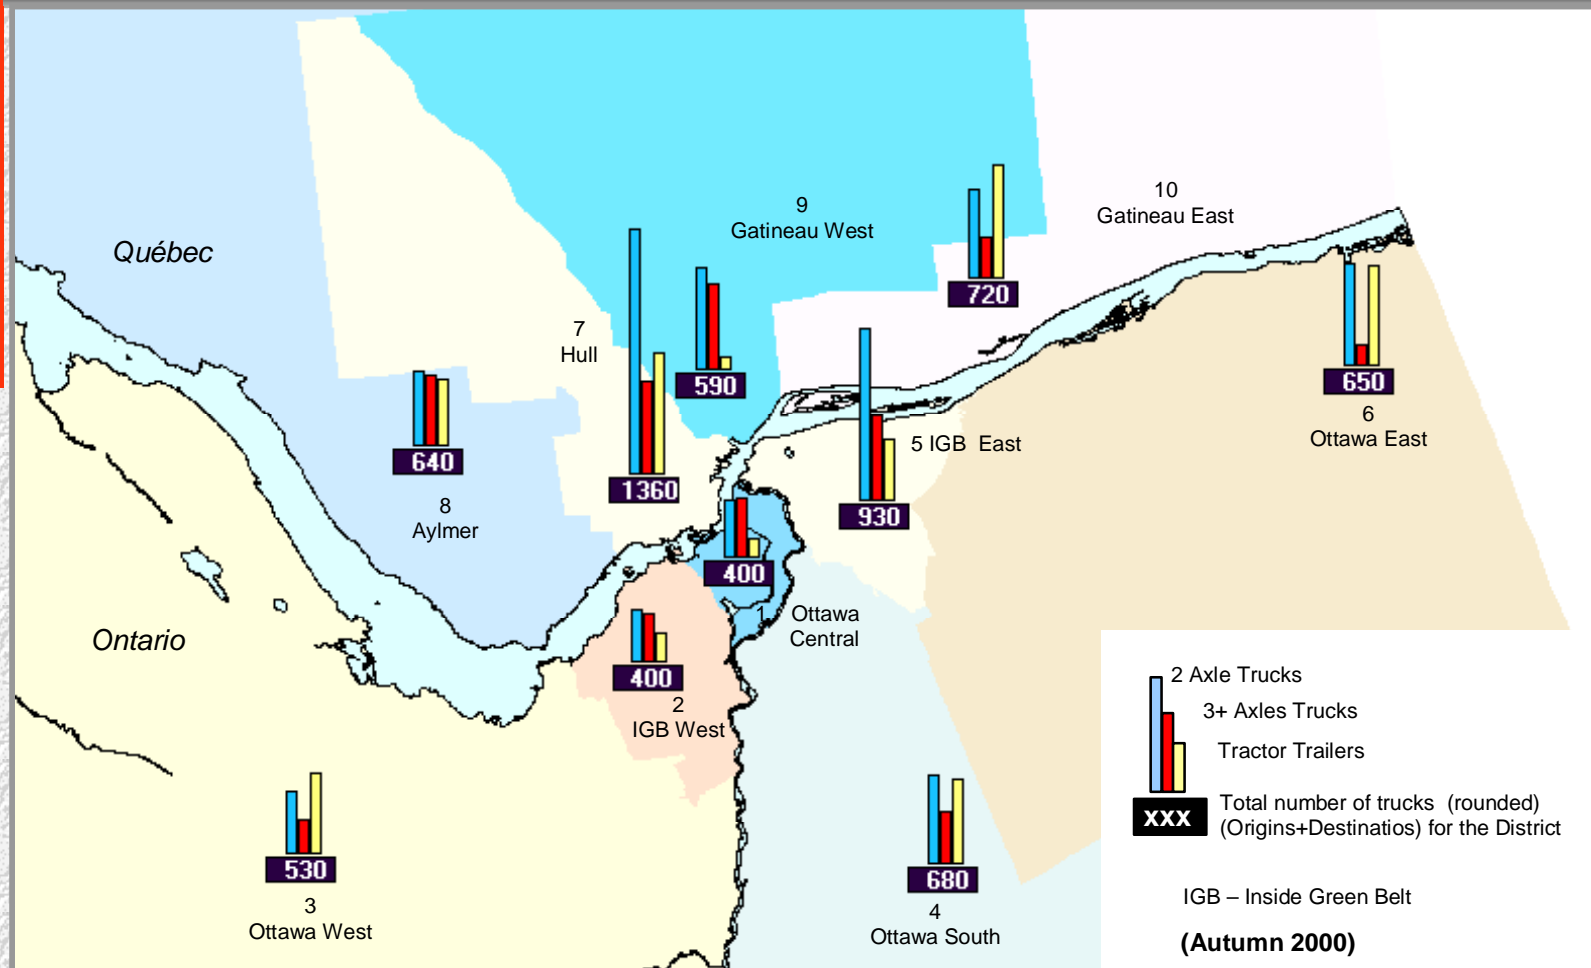 9
Gatineau West
10
Gatineau East
Québec
720
7
Hull
590
650
6
Ottawa East
5 IGB East
640
1360
930
8
Aylmer
400
1
Ottawa
Central
Ontario
400
2
IGB West
530
3
Ottawa West
680
4
Ottawa South
2 Axle Trucks
3+ Axles Trucks
Tractor Trailers
xxx
Total number of trucks (rounded)
(Origins+Destinatios) for the District
IGB – Inside Green Belt
(Autumn 2000)